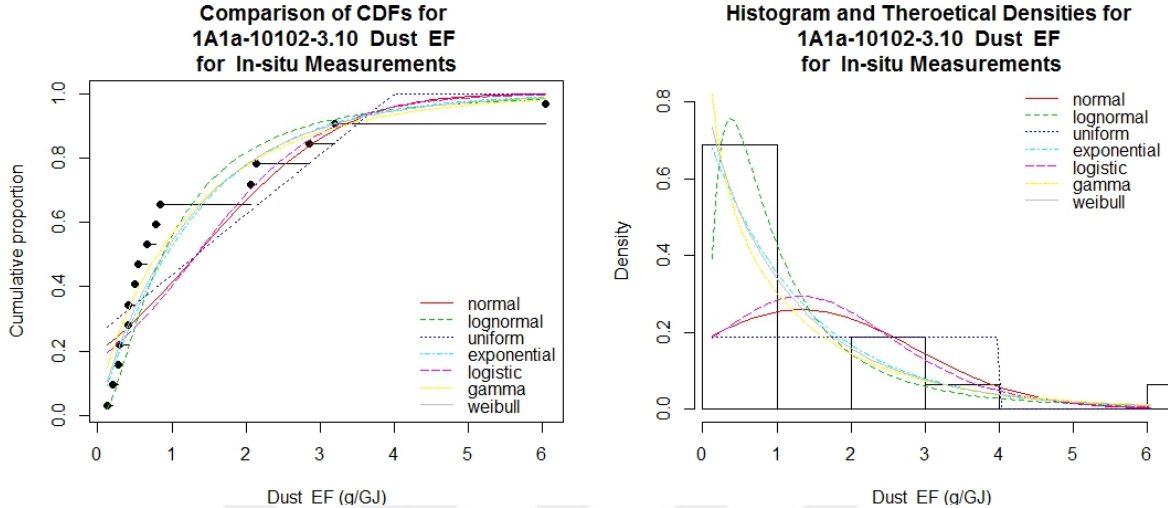 Comparison of CDFs for
1A1a-10102-3.10 Dust EF
for In-situ Measurements
Cumulative proportion
1.0
0.8
0.6
0.4
0.2
0.0
normal
lognormal
uniform
exponential
logistic
gamma
weibull
0 1 2 3 4 5 6
Dust EF (g/GJ)
Histogram and Theroetical Densities for
1A1a-10102-3.10 Dust EF
for In-situ Measurements
Density
0.8
0.6
0.4
0.2
0.0
normal
lognormal
uniform
exponential
logistic
gamma
weibull
0 1 2 3 4 5 6
Dust EF (g/GJ)